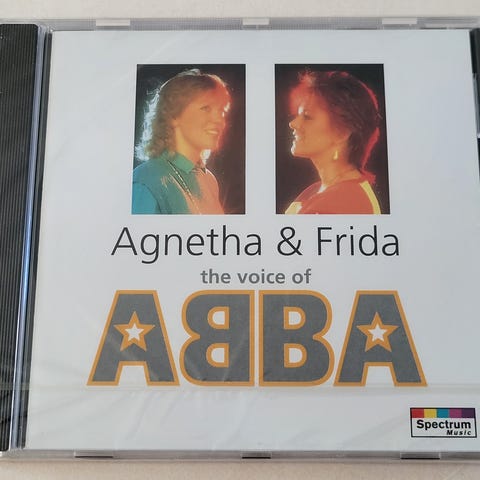 Agnetha & Frida
the voice of
ABBA
Spectrum
Music